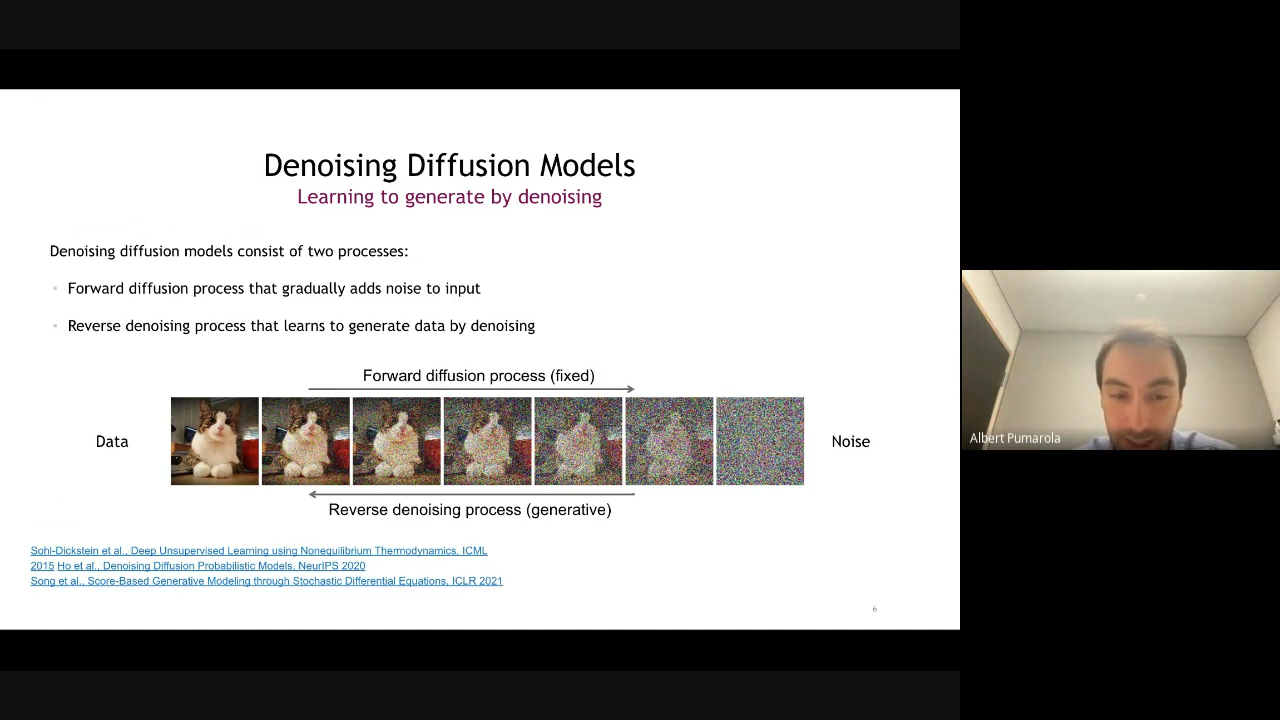 Denoising Diffusion Models
Learning to generate by denoising
Denoising diffusion models consist of two processes:
Forward diffusion process that gradually adds noise to input
Reverse denoising process that learns to generate data by denoising
Forward diffusion process (fixed)
Data
Noise
Reverse denoising process (generative)
Sohl-Dickstein et al., Deep Unsupervised Learning using Nonequilibrium Thermodynamics, ICML
2015 Ho et al., Denoising Diffusion Probabilistic Models, NeurIPS 2020
Song et al., Score-Based Generative Modeling through Stochastic Differential Equations, ICLR 2021
6
Albert Pumarola